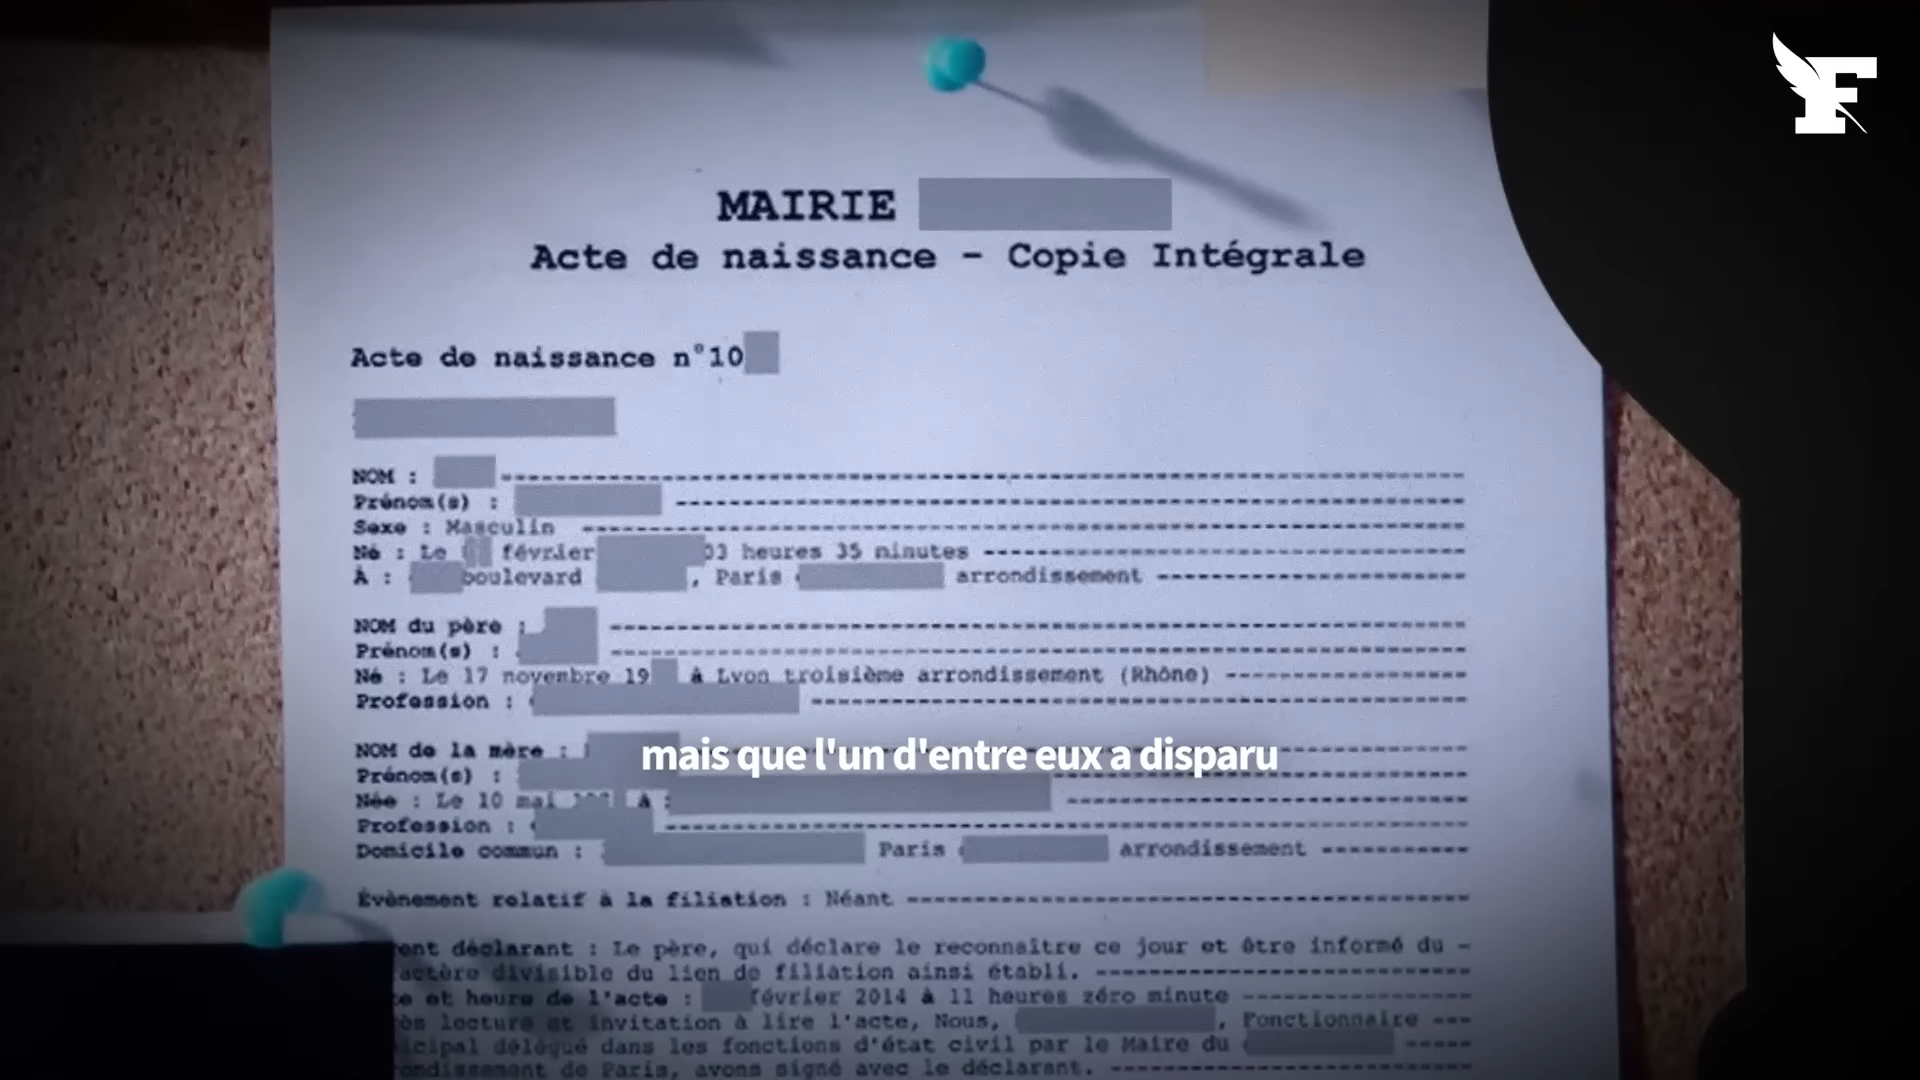 F
MAIRIE
Acte de naissance - Copie Intégrale
Acte de naissance n°10
NOM :
Prénom(s) :
Sexe : Masculin
Né : Le février 03 heures 35 minutes
À : boulevard , Paris arrondissement
NOM du père :
Prénom(s) :
Né : Le 17 novembre 19 à Lyon troisième arrondissement (Rhône)
Profession :
NOM de la mère :
mais que l'un d'entre eux a disparu
Prénom(s) :
Née : Le 10 mai à :
Profession :
Domicile commun : Paris arrondissement
Évènement relatif à la filiation : Néant
déclarant : Le père, qui déclare le reconnaître ce jour et être informé du -
divisible du lien de filiation ainsi établi.
et heure de l'acte : février 2014 à 11 heures zéro minute
lecture et invitation à lire l'acte, Nous, , Fonctionnaire
délégué dans les fonctions d'état civil par le Maire du
de Paris, avons signé avec le déclarant.